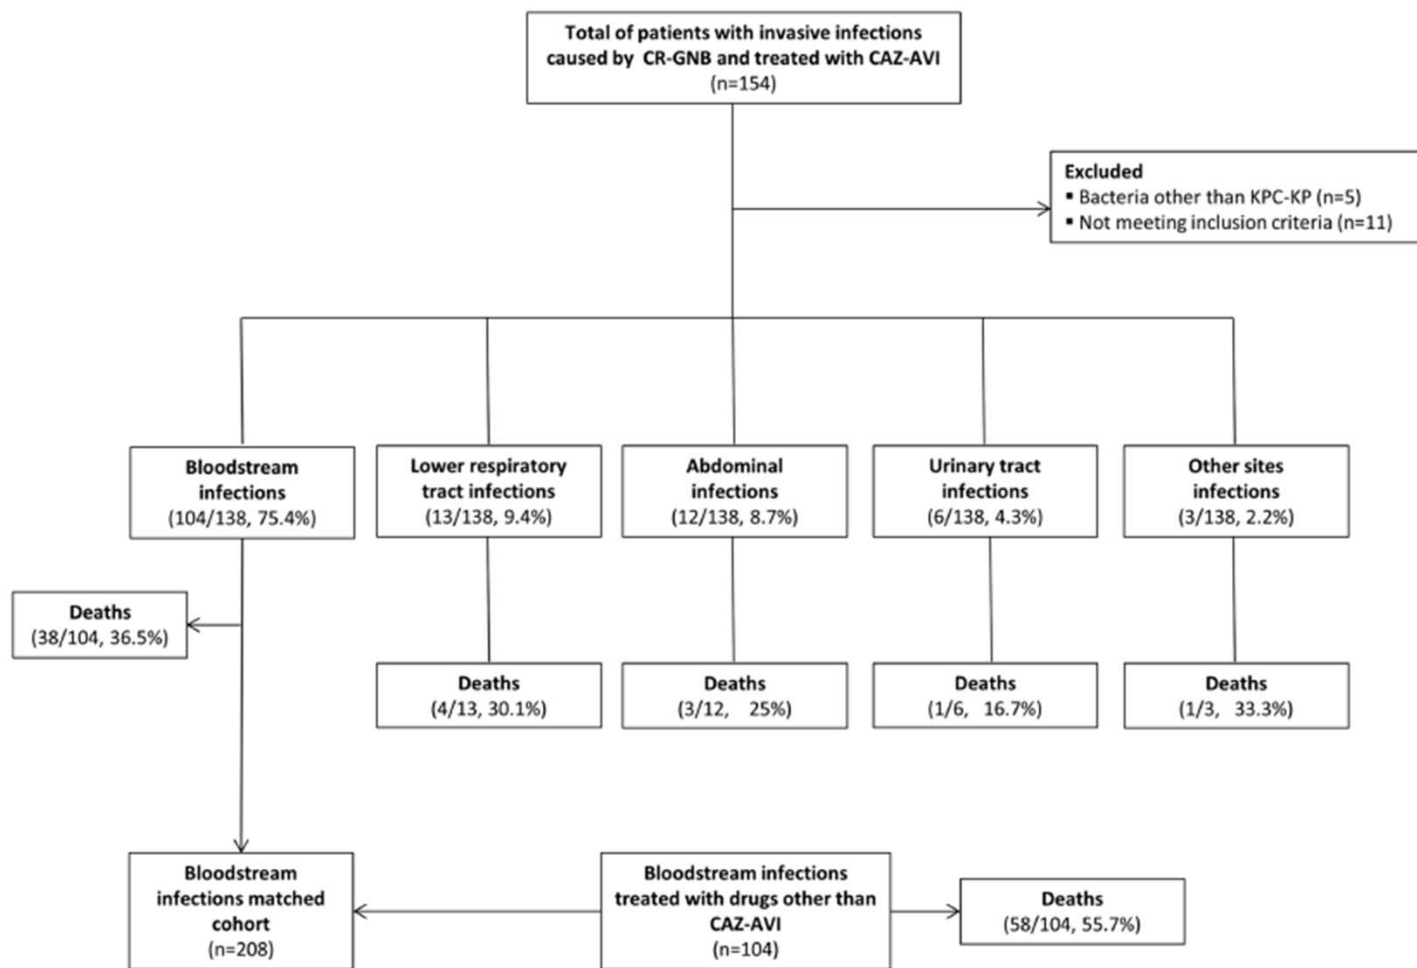 Total of patients with invasive infections
caused by CR-GNB and treated with CAZ-AVI
(n=154)
Excluded
▪ Bacteria other than KPC-KP (n=5)
▪ Not meeting inclusion criteria (n=11)
Bloodstream
infections
(104/138, 75.4%)
Lower respiratory
tract infections
(13/138, 9.4%)
Abdominal
infections
(12/138, 8.7%)
Urinary tract
infections
(6/138, 4.3%)
Other sites
infections
(3/138, 2.2%)
Deaths
(38/104, 36.5%)
Deaths
(4/13, 30.1%)
Deaths
(3/12, 25%)
Deaths
(1/6, 16.7%)
Deaths
(1/3, 33.3%)
Bloodstream
infections matched
cohort
(n=208)
Bloodstream infections
treated with drugs other than
CAZ-AVI
(n=104)
Deaths
(58/104, 55.7%)